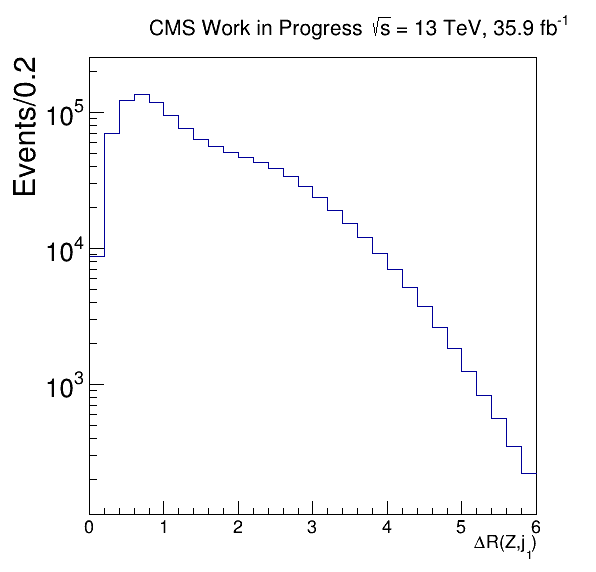 CMS Work in Progress √s = 13 TeV, 35.9 fb⁻¹
Events/0.2
10⁵
10⁴
10³
0 1 2 3 4 5 6
ΔR(Z,j₁)